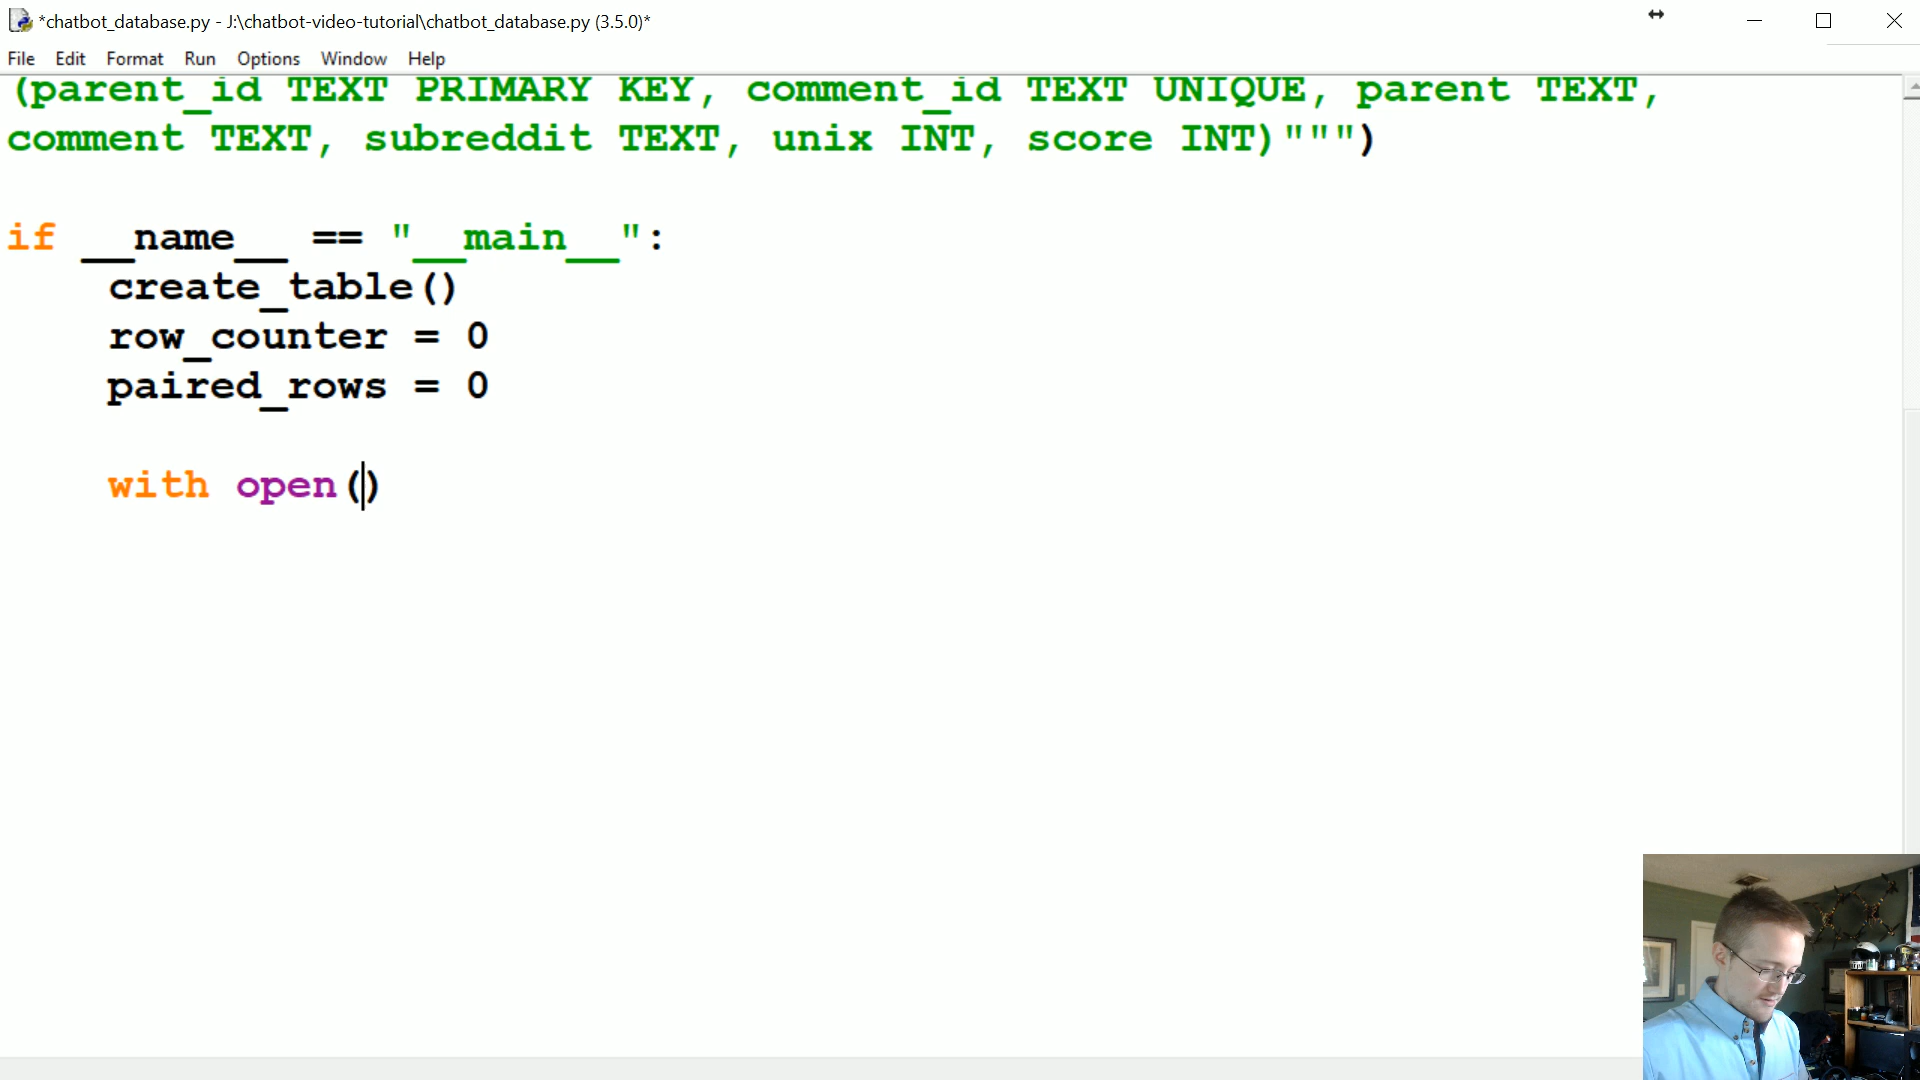 *chatbot_database.py - J:\chatbot-video-tutorial\chatbot_database.py (3.5.0)*
File Edit Format Run Options Window Help
(parent_id TEXT PRIMARY KEY, comment_id TEXT UNIQUE, parent TEXT,
comment TEXT, subreddit TEXT, unix INT, score INT)""")
if __name__ == "__main__":
create_table()
row_counter = 0
paired_rows = 0
with open()